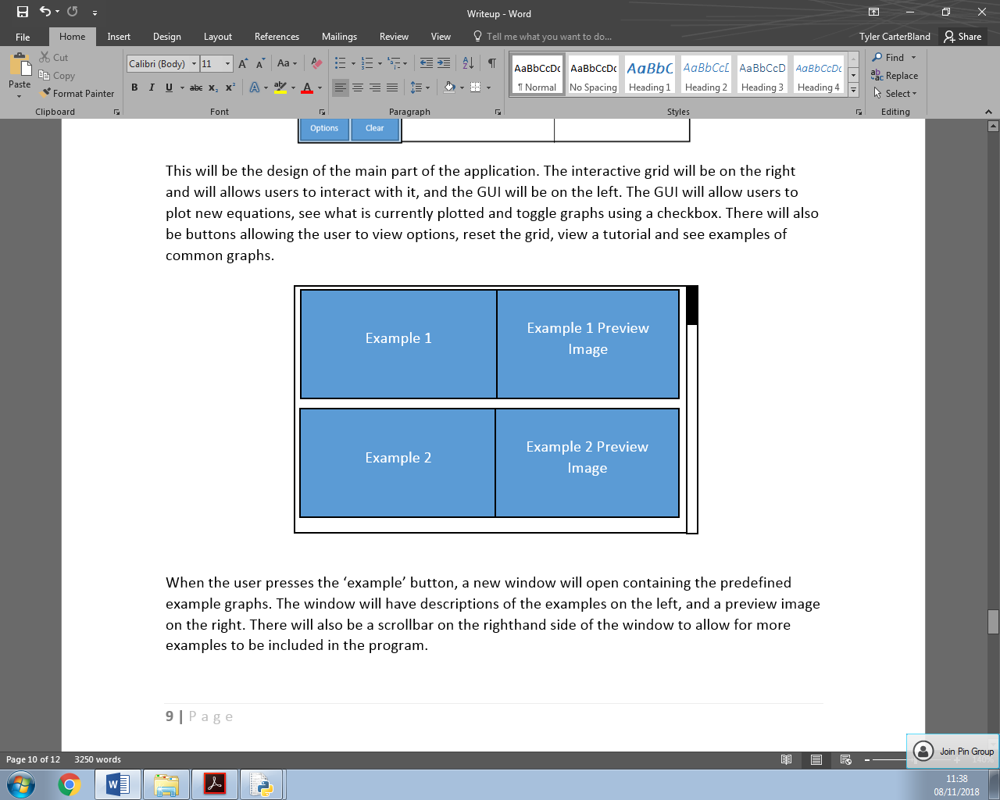 Writeup - Word
File Home Insert Design Layout References Mailings Review View Tell me what you want to do... Tyler CarterBland Share
Paste
Cut
Copy
Format Painter
Clipboard
Calibri (Body) 11
Font
Paragraph
AaBbCcDc AaBbCcDc AaBbC AaBbCcD AaBbCcD AaBbCcDc
¶ Normal No Spacing Heading 1 Heading 2 Heading 3 Heading 4
Styles
Find
Replace
Select
Editing
Options Clear
This will be the design of the main part of the application. The interactive grid will be on the right
and will allows users to interact with it, and the GUI will be on the left. The GUI will allow users to
plot new equations, see what is currently plotted and toggle graphs using a checkbox. There will also
be buttons allowing the user to view options, reset the grid, view a tutorial and see examples of
common graphs.
Example 1
Example 1 Preview
Image
Example 2
Example 2 Preview
Image
When the user presses the ‘example’ button, a new window will open containing the predefined
example graphs. The window will have descriptions of the examples on the left, and a preview image
on the right. There will also be a scrollbar on the righthand side of the window to allow for more
examples to be included in the program.
9 | Page
Page 10 of 12 3250 words
Join Pin Group
11:38
08/11/2018